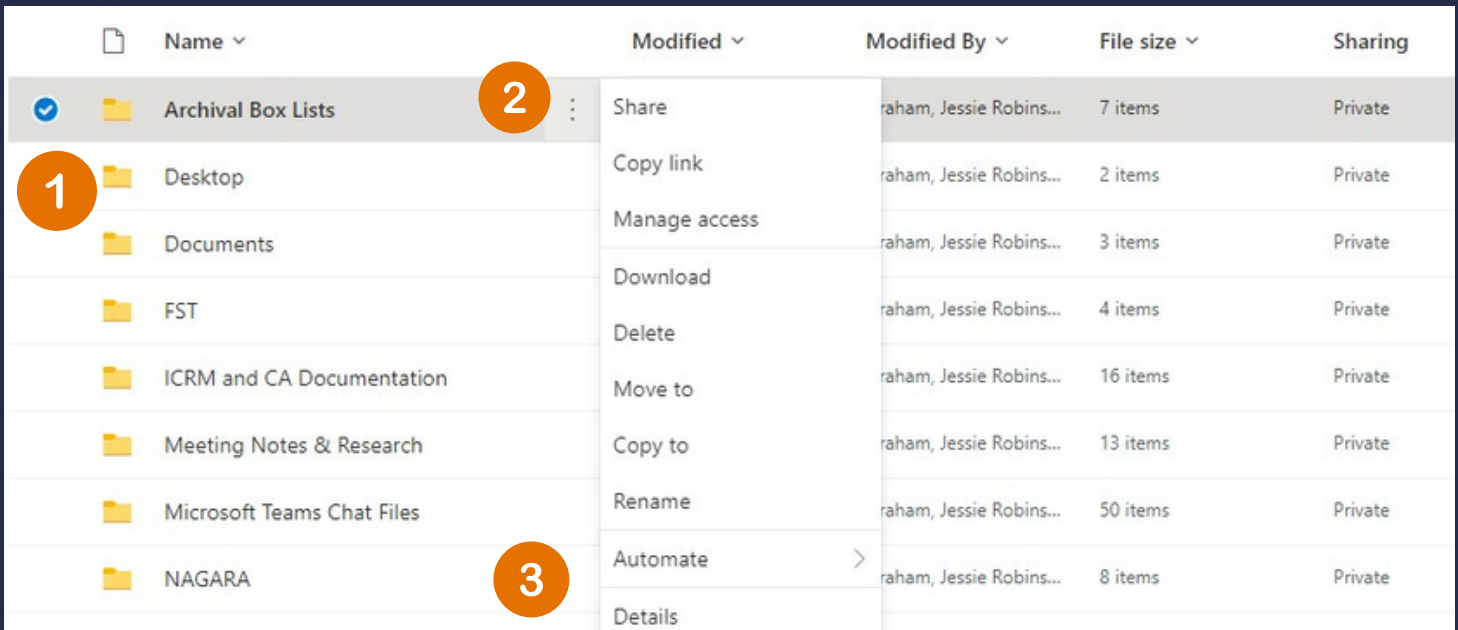 Name Modified Modified By File size Sharing
Archival Box Lists 2 Share raham, Jessie Robins... 7 items Private
1 Desktop Copy link raham, Jessie Robins... 2 items Private
Manage access
Documents raham, Jessie Robins... 3 items Private
Download
FST raham, Jessie Robins... 4 items Private
Delete
ICRM and CA Documentation Move to raham, Jessie Robins... 16 items Private
Meeting Notes & Research Copy to raham, Jessie Robins... 13 items Private
Rename
Microsoft Teams Chat Files raham, Jessie Robins... 50 items Private
Automate
NAGARA 3 raham, Jessie Robins... 8 items Private
Details